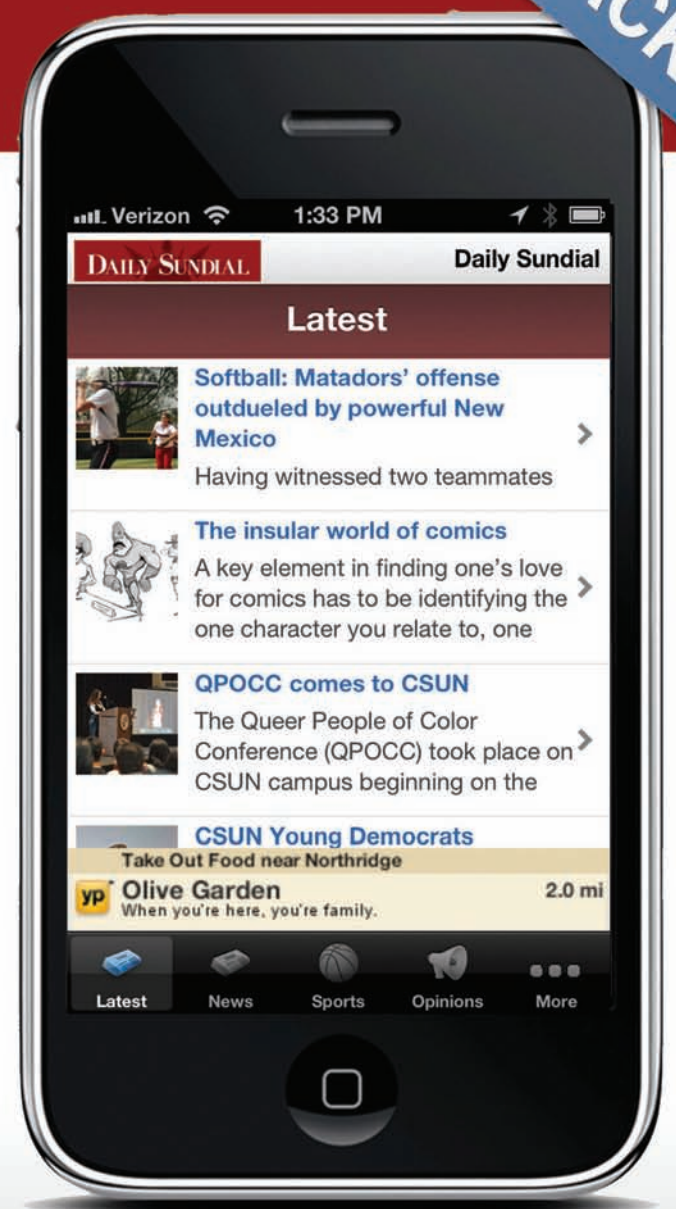 Verizon 1:33 PM
DAILY SUNDIAL Daily Sundial
Latest
Softball: Matadors' offense
outdueled by powerful New
Mexico
Having witnessed two teammates
The insular world of comics
A key element in finding one's love
for comics has to be identifying the
one character you relate to, one
QPOCC comes to CSUN
The Queer People of Color
Conference (QPOCC) took place on
CSUN campus beginning on the
CSUN Young Democrats
Take Out Food near Northridge
yp Olive Garden 2.0 mi
When you're here, you're family.
Latest News Sports Opinions More